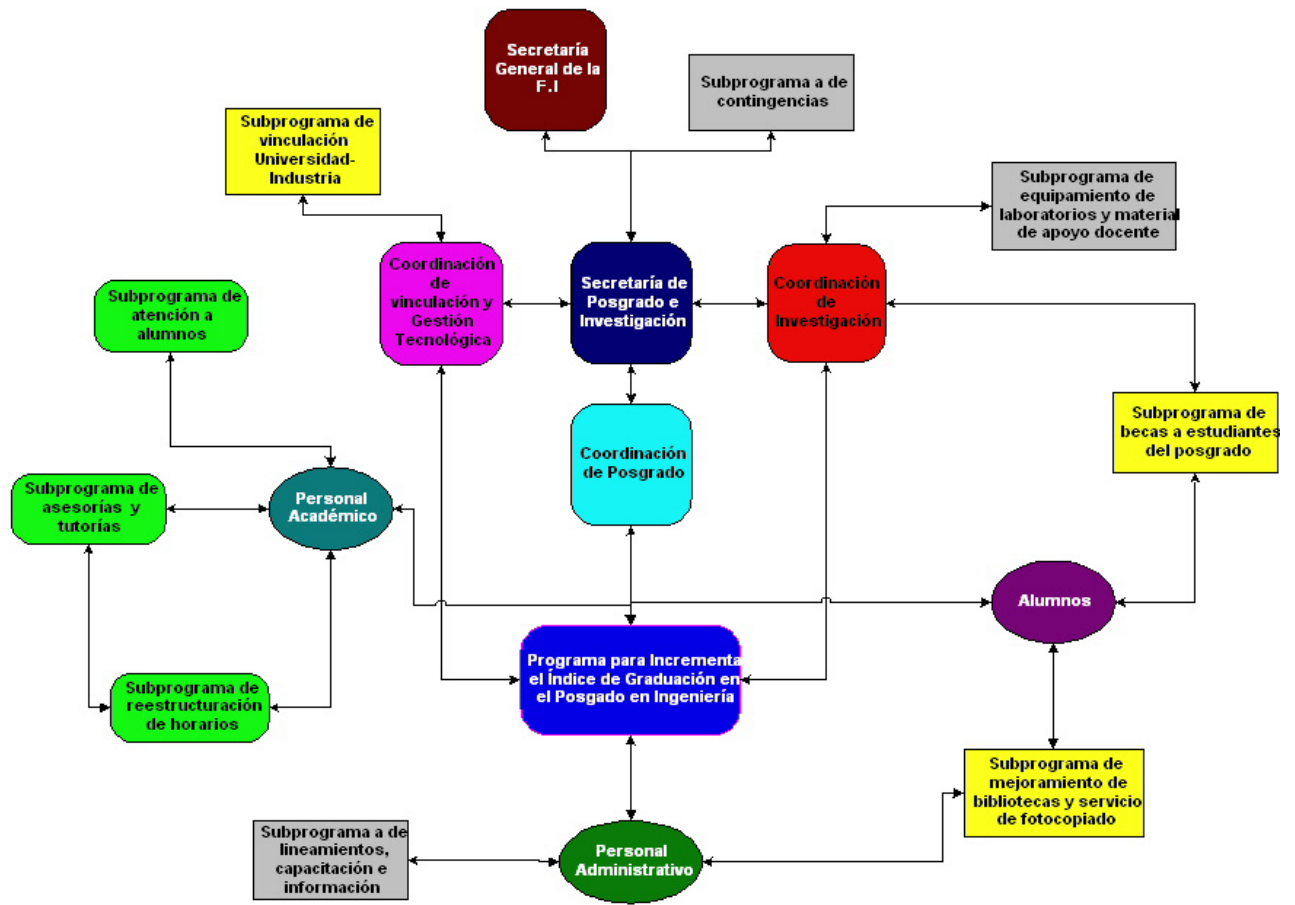 Secretaría
General de la
F.I
Subprograma a de
contingencias
Subprograma de
vinculación
Universidad-
Industria
Subprograma de
equipamiento de
laboratorios y material
de apoyo docente
Coordinación
de
vinculación y
Gestión
Tecnológica
Secretaría de
Posgrado e
Investigación
Coordinación
de
Investigación
Subprograma de
atención a
alumnos
Subprograma de
becas a estudiantes
del posgrado
Coordinación
de Posgrado
Subprograma de
asesorías y
tutorías
Personal
Académico
Alumnos
Programa para Incrementa
el Índice de Graduación en
el Posgado en Ingeniería
Subprograma de
reestructuración
de horarios
Subprograma de
mejoramiento de
bibliotecas y servicio
de fotocopiado
Subprograma a de
lineamientos,
capacitación e
información
Personal
Administrativo